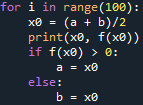 for i in range(100):
    x0 = (a + b)/2
    print(x0, f(x0))
    if f(x0) > 0:
        a = x0
    else:
        b = x0